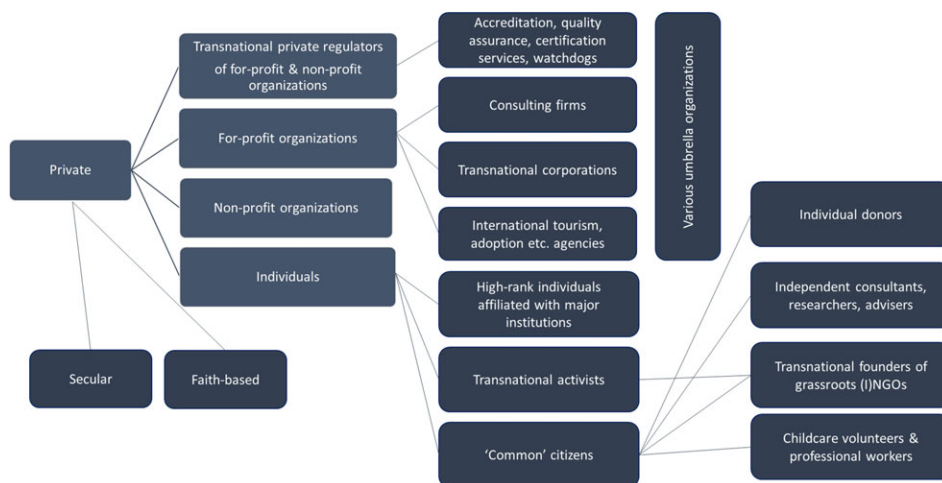 Private
Secular
Faith-based
Transnational private regulators
of for-profit & non-profit
organizations
For-profit organizations
Non-profit organizations
Individuals
Accreditation, quality
assurance, certification
services, watchdogs
Consulting firms
Transnational corporations
International tourism,
adoption etc. agencies
High-rank individuals
affiliated with major
institutions
Transnational activists
‘Common’ citizens
Various umbrella organizations
Individual donors
Independent consultants,
researchers, advisers
Transnational founders of
grassroots (I)NGOs
Childcare volunteers &
professional workers